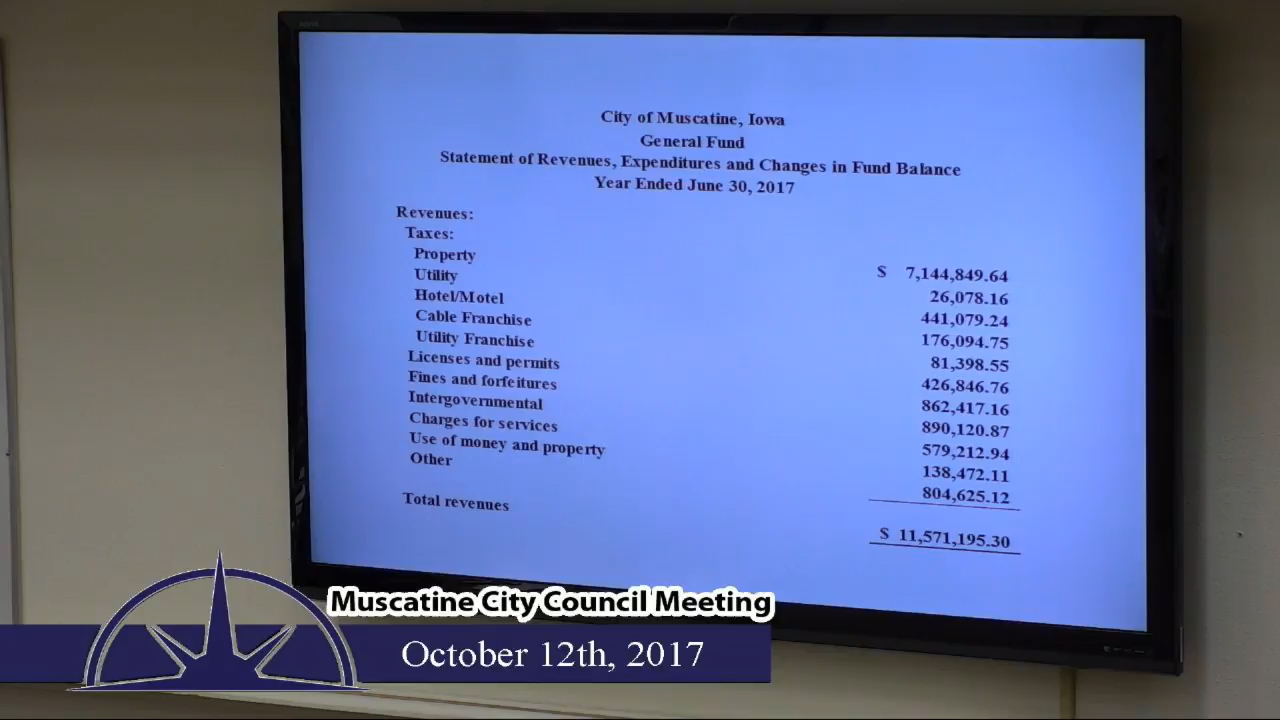 City of Muscatine, Iowa
General Fund
Statement of Revenues, Expenditures and Changes in Fund Balance
Year Ended June 30, 2017
Revenues:
Taxes:
Property $ 7,144,849.64
Utility 26,078.16
Hotel/Motel 441,079.24
Cable Franchise 176,094.75
Utility Franchise 81,398.55
Licenses and permits 426,846.76
Fines and forfeitures 862,417.16
Intergovernmental 890,120.87
Charges for services 579,212.94
Use of money and property 138,472.11
Other 804,625.12
Total revenues $ 11,571,195.30
Muscatine City Council Meeting
October 12th, 2017